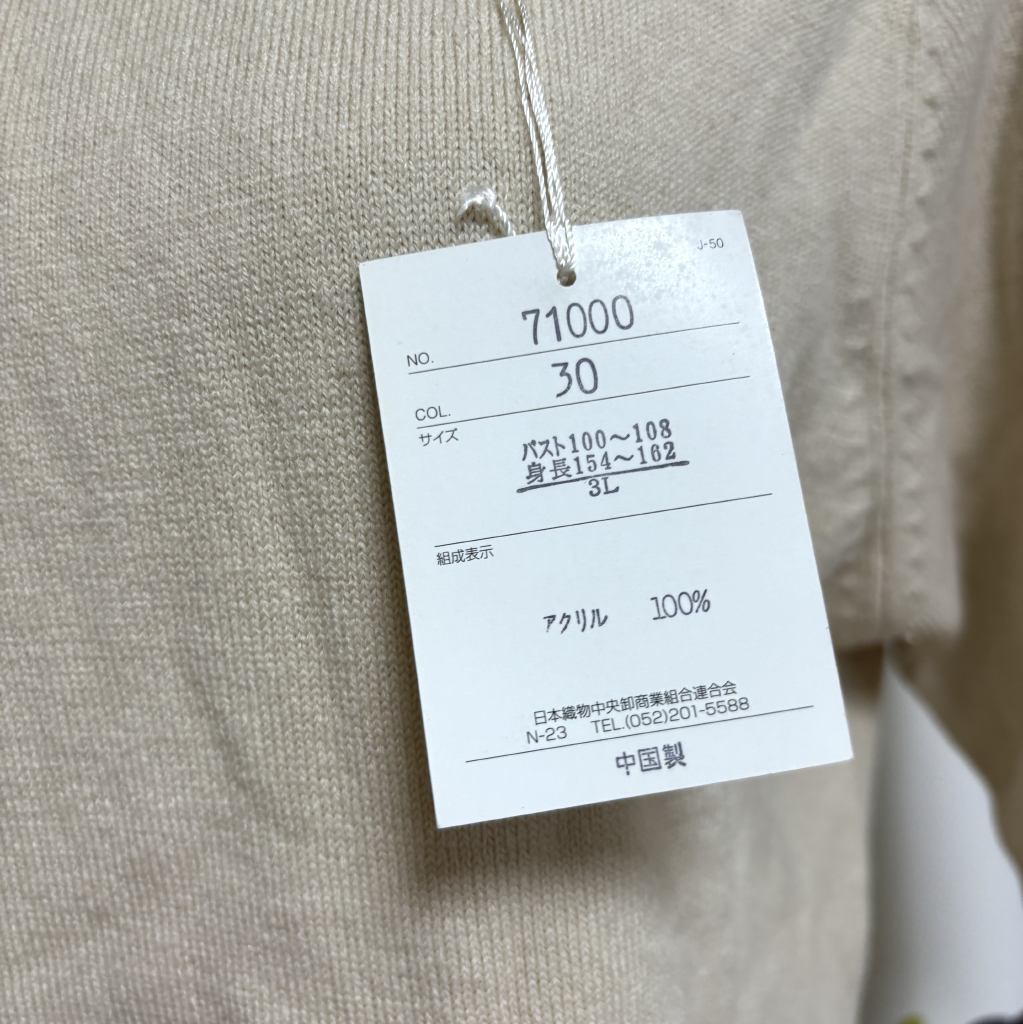 J-50
NO. 71000
COL. 30
サイズ
バスト100～108
身長154～162
3L
組成表示
アクリル 100%
日本織物中央卸商業組合連合会
N-23 TEL.(052)201-5588
中国製